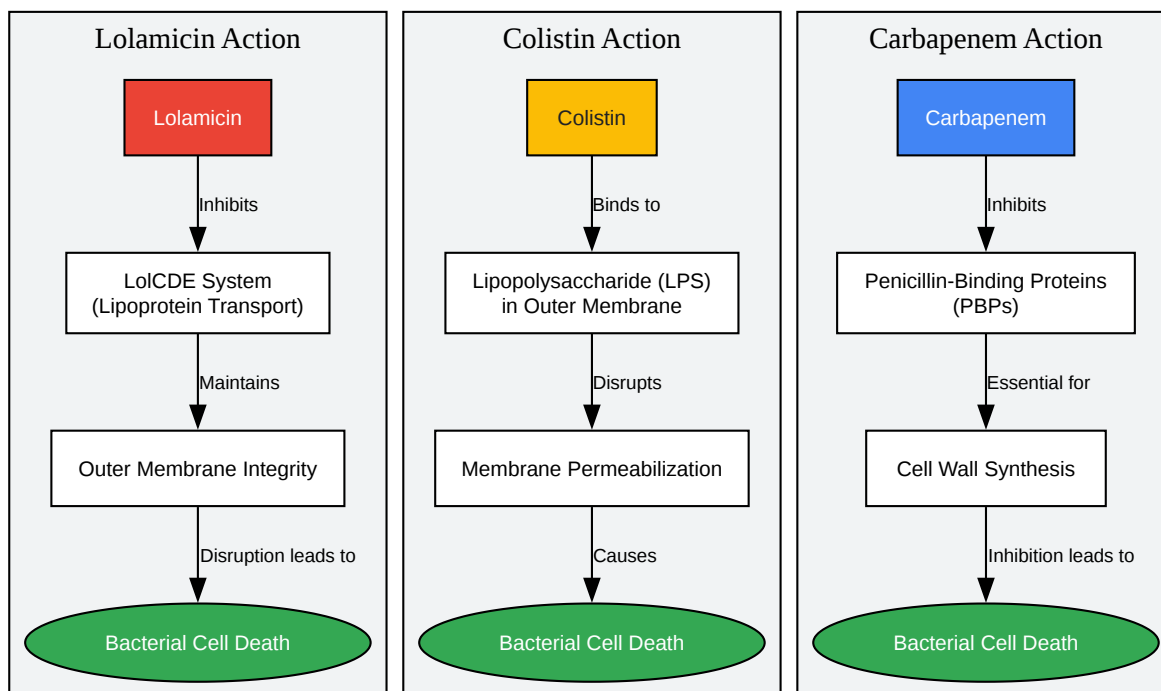 Lolamicin Action
Lolamicin
Inhibits
LolCDE System
(Lipoprotein Transport)
Maintains
Outer Membrane Integrity
Disruption leads to
Bacterial Cell Death
Colistin Action
Colistin
Binds to
Lipopolysaccharide (LPS)
in Outer Membrane
Disrupts
Membrane Permeabilization
Causes
Bacterial Cell Death
Carbapenem Action
Carbapenem
Inhibits
Penicillin-Binding Proteins
(PBPs)
Essential for
Cell Wall Synthesis
Inhibition leads to
Bacterial Cell Death